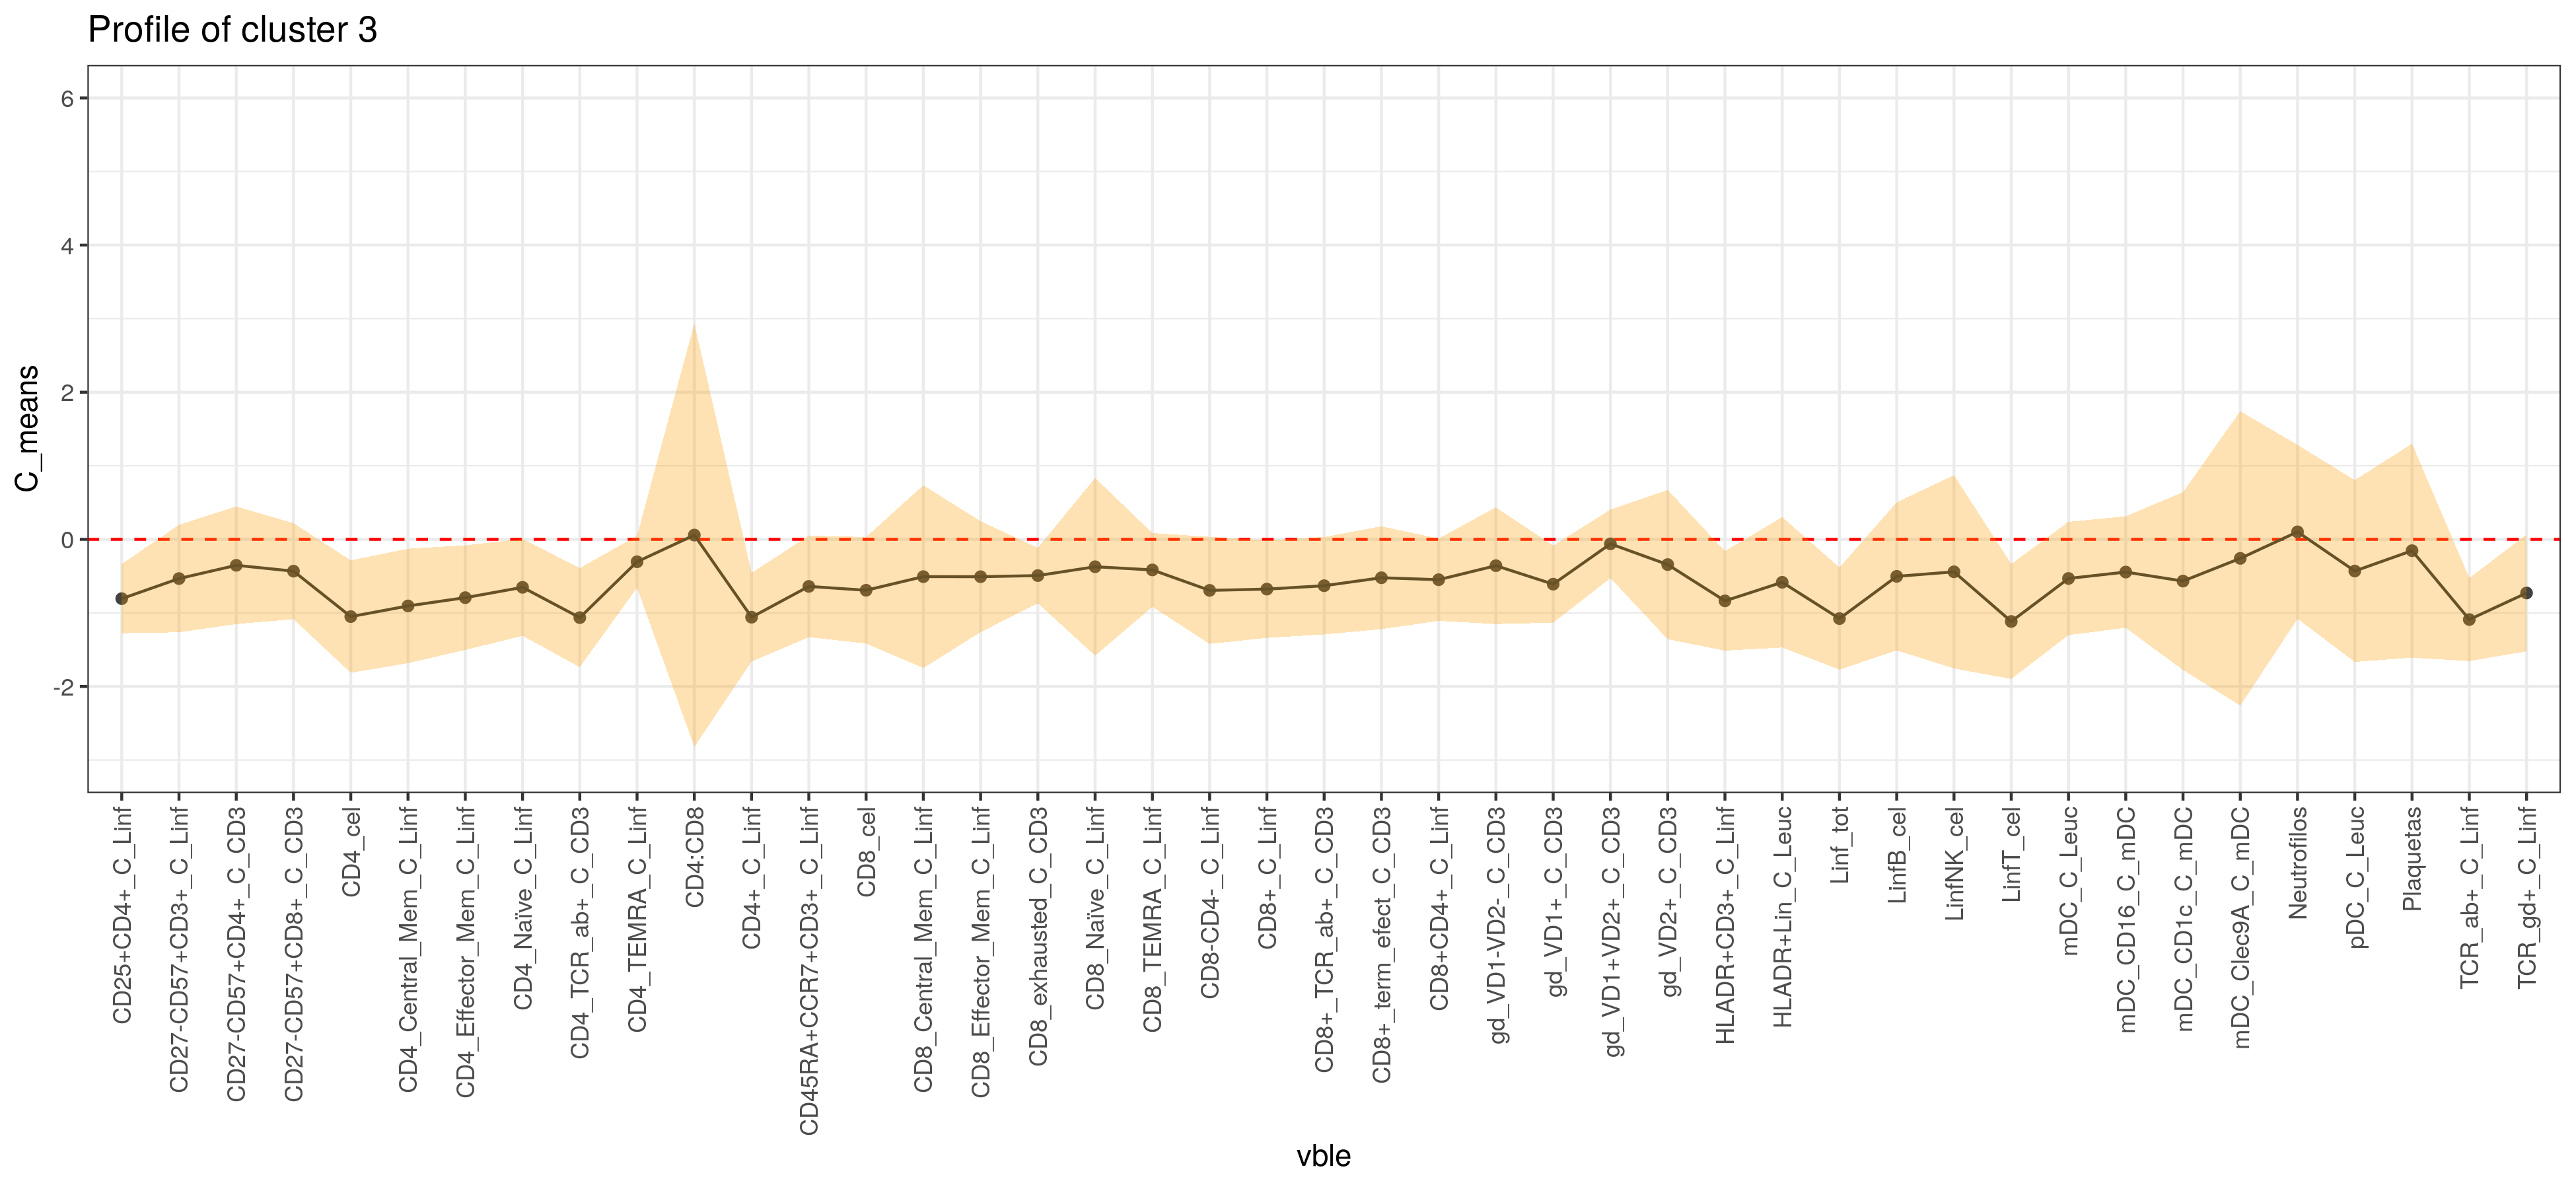 Profile of cluster 3
C_means
6
4
2
0
-2
CD25+CD4+_C_Linf
CD27-CD57+CD3+_C_Linf
CD27-CD57+CD4+_C_CD3
CD27-CD57+CD8+_C_CD3
CD4_cel
CD4_Central_Mem_C_Linf
CD4_Effector_Mem_C_Linf
CD4_Naïve_C_Linf
CD4_TCR_ab+_C_CD3
CD4_TEMRA_C_Linf
CD4:CD8
CD4+_C_Linf
CD45RA+CCR7+CD3+_C_Linf
CD8_cel
CD8_Central_Mem_C_Linf
CD8_Effector_Mem_C_Linf
CD8_exhausted_C_CD3
CD8_Naïve_C_Linf
CD8_TEMRA_C_Linf
CD8-CD4-_C_Linf
CD8+_C_Linf
CD8+_TCR_ab+_C_CD3
CD8+_term_efect_C_CD3
CD8+CD4+_C_Linf
gd_VD1-VD2-_C_CD3
gd_VD1+_C_CD3
gd_VD1+VD2+_C_CD3
gd_VD2+_C_CD3
HLADR+CD3+_C_Linf
HLADR+Lin_C_Leuc
Linf_tot
LinfB_cel
LinfNK_cel
LinfT_cel
mDC_C_Leuc
mDC_CD16_C_mDC
mDC_CD1c_C_mDC
mDC_Clec9A_C_mDC
Neutrofilos
pDC_C_Leuc
Plaquetas
TCR_ab+_C_Linf
TCR_gd+_C_Linf
vble